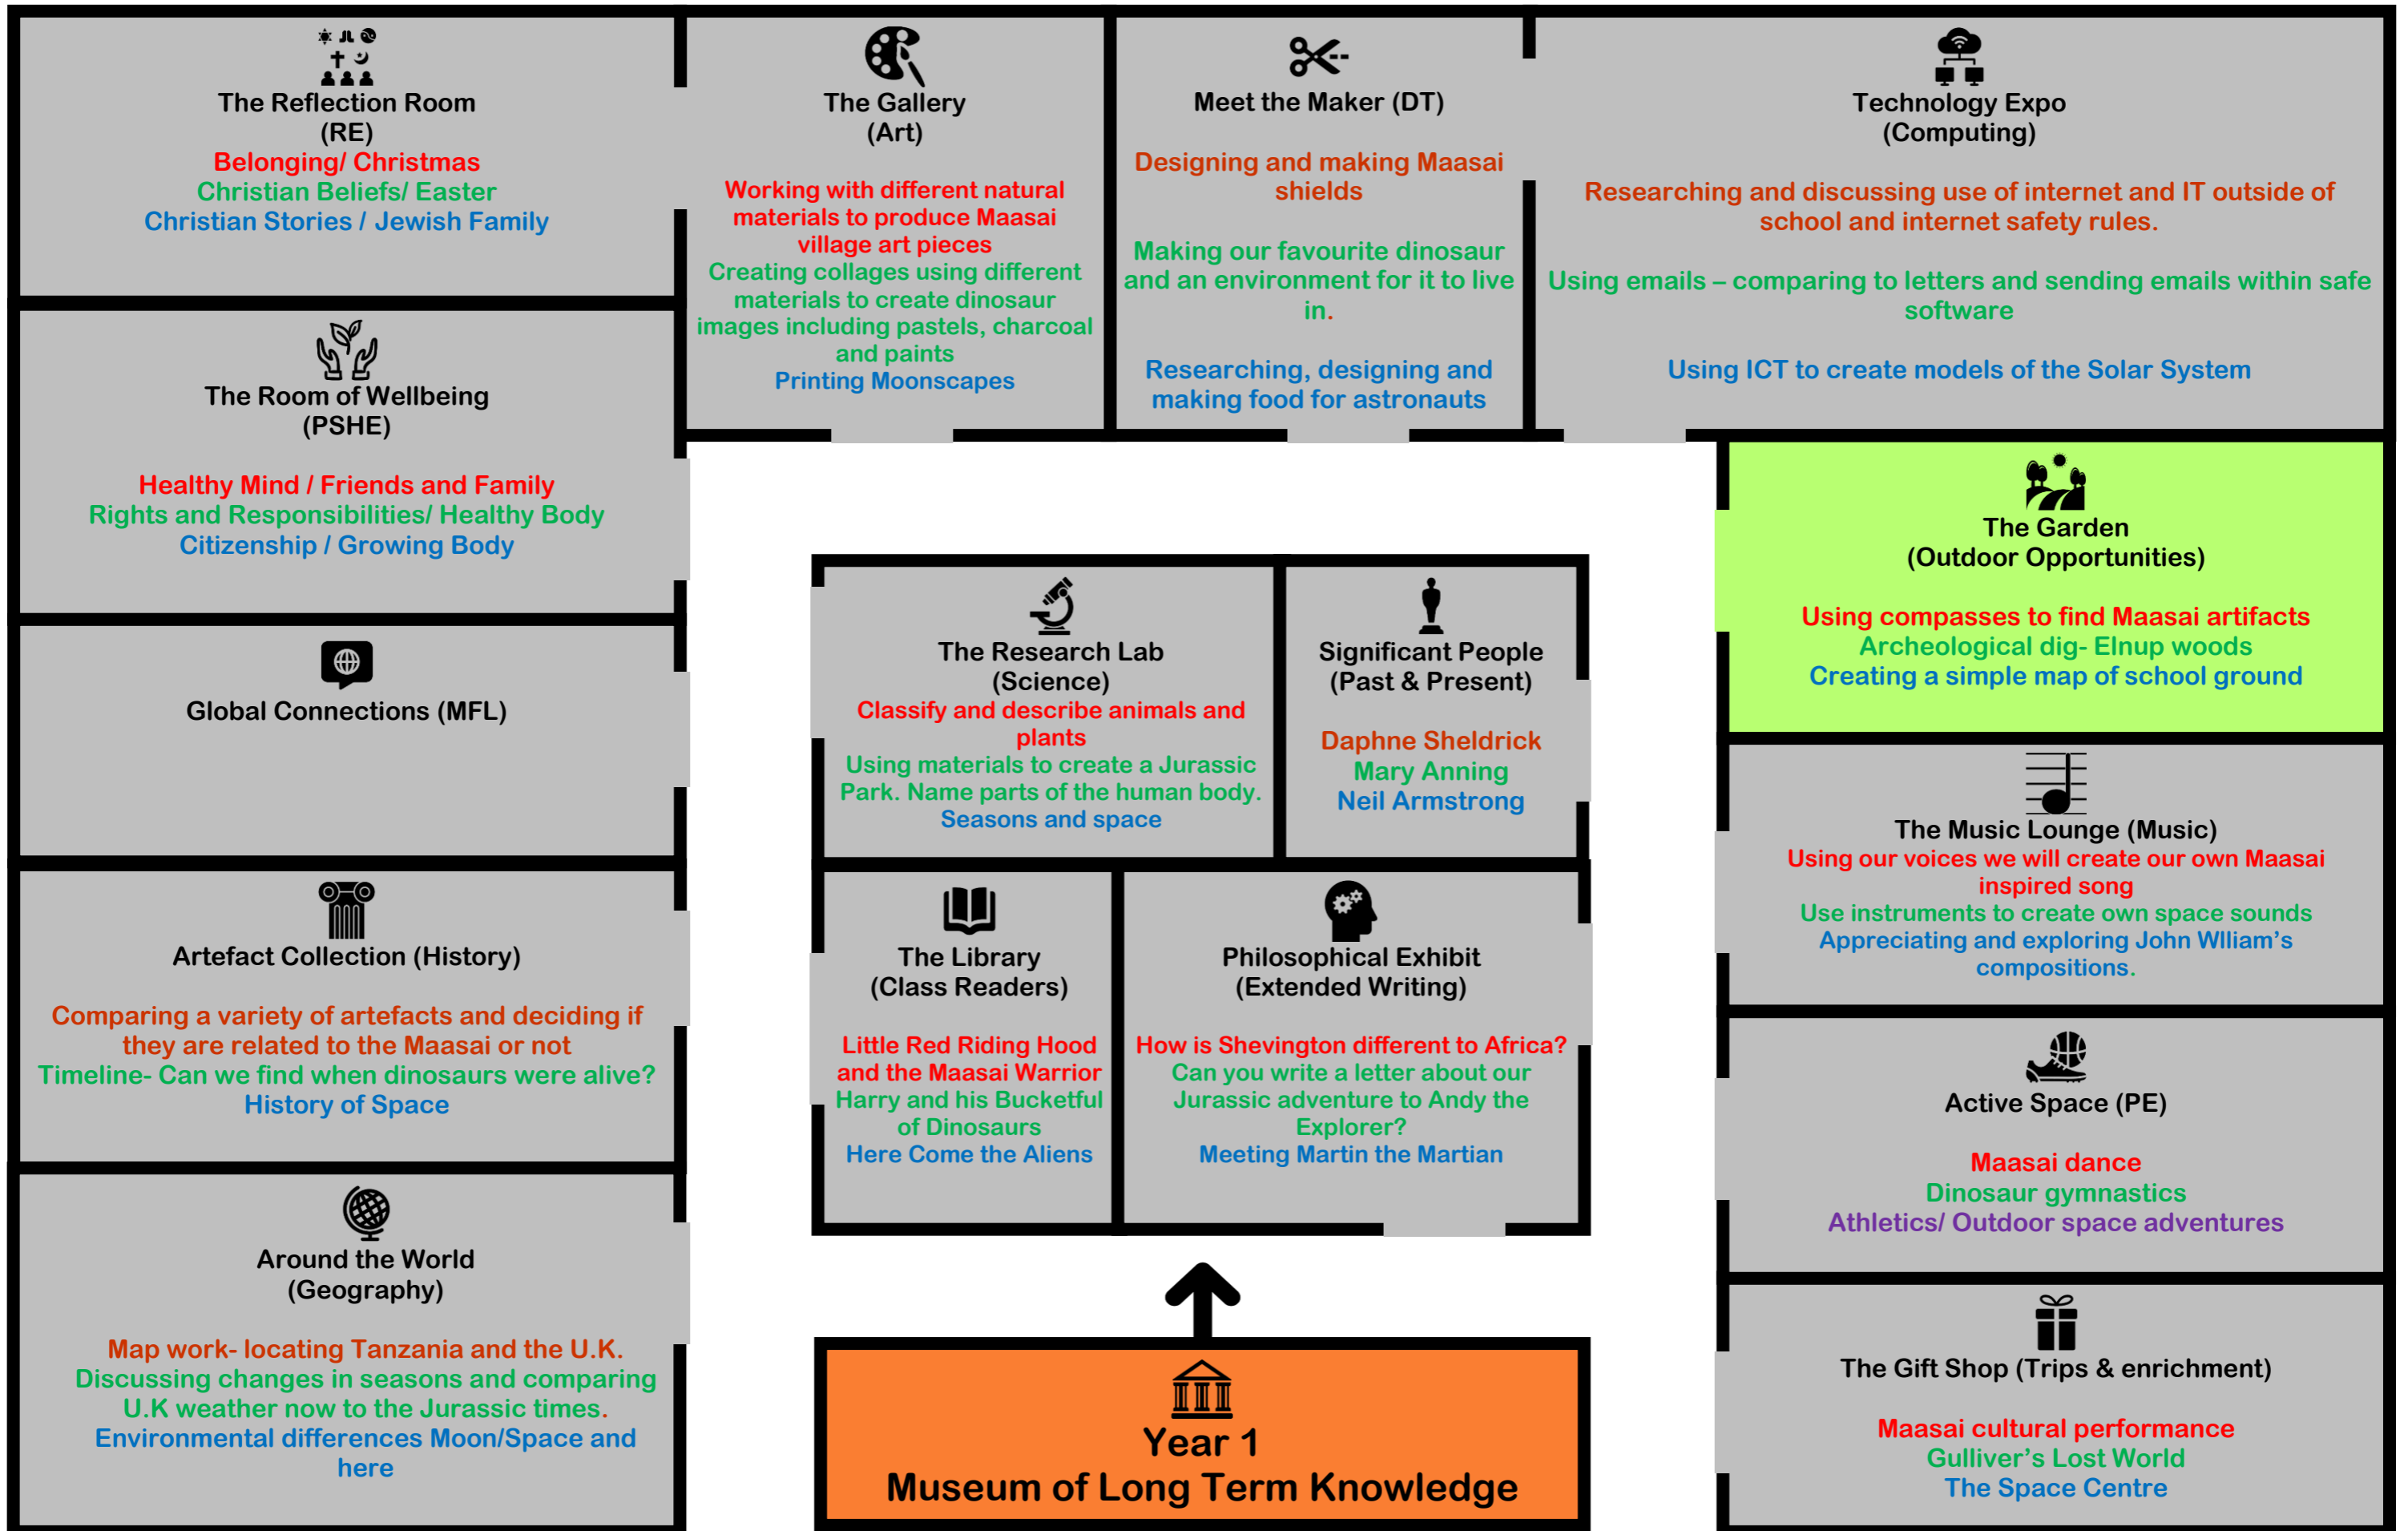 The Reflection Room
(RE)
Belonging/ Christmas
Christian Beliefs/ Easter
Christian Stories / Jewish Family
The Gallery
(Art)
Working with different natural
materials to produce Maasai
village art pieces
Creating collages using different
materials to create dinosaur
images including pastels, charcoal
and paints
Printing Moonscapes
Meet the Maker (DT)
Designing and making Maasai
shields
Making our favourite dinosaur
and an environment for it to live
in.
Researching, designing and
making food for astronauts
Technology Expo
(Computing)
Researching and discussing use of internet and IT outside of
school and internet safety rules.
Using emails – comparing to letters and sending emails within safe
software
Using ICT to create models of the Solar System
The Room of Wellbeing
(PSHE)
Healthy Mind / Friends and Family
Rights and Responsibilities/ Healthy Body
Citizenship / Growing Body
Global Connections (MFL)
Artefact Collection (History)
Comparing a variety of artefacts and deciding if
they are related to the Maasai or not
Timeline- Can we find when dinosaurs were alive?
History of Space
Around the World
(Geography)
Map work- locating Tanzania and the U.K.
Discussing changes in seasons and comparing
U.K weather now to the Jurassic times.
Environmental differences Moon/Space and
here
The Research Lab
(Science)
Classify and describe animals and
plants
Using materials to create a Jurassic
Park. Name parts of the human body.
Seasons and space
Significant People
(Past & Present)
Daphne Sheldrick
Mary Anning
Neil Armstrong
The Library
(Class Readers)
Little Red Riding Hood
and the Maasai Warrior
Harry and his Bucketful
of Dinosaurs
Here Come the Aliens
Philosophical Exhibit
(Extended Writing)
How is Shevington different to Africa?
Can you write a letter about our
Jurassic adventure to Andy the
Explorer?
Meeting Martin the Martian
Year 1
Museum of Long Term Knowledge
The Garden
(Outdoor Opportunities)
Using compasses to find Maasai artifacts
Archeological dig- Elnup woods
Creating a simple map of school ground
The Music Lounge (Music)
Using our voices we will create our own Maasai
inspired song
Use instruments to create own space sounds
Appreciating and exploring John Wlliam’s
compositions.
Active Space (PE)
Maasai dance
Dinosaur gymnastics
Athletics/ Outdoor space adventures
The Gift Shop (Trips & enrichment)
Maasai cultural performance
Gulliver’s Lost World
The Space Centre